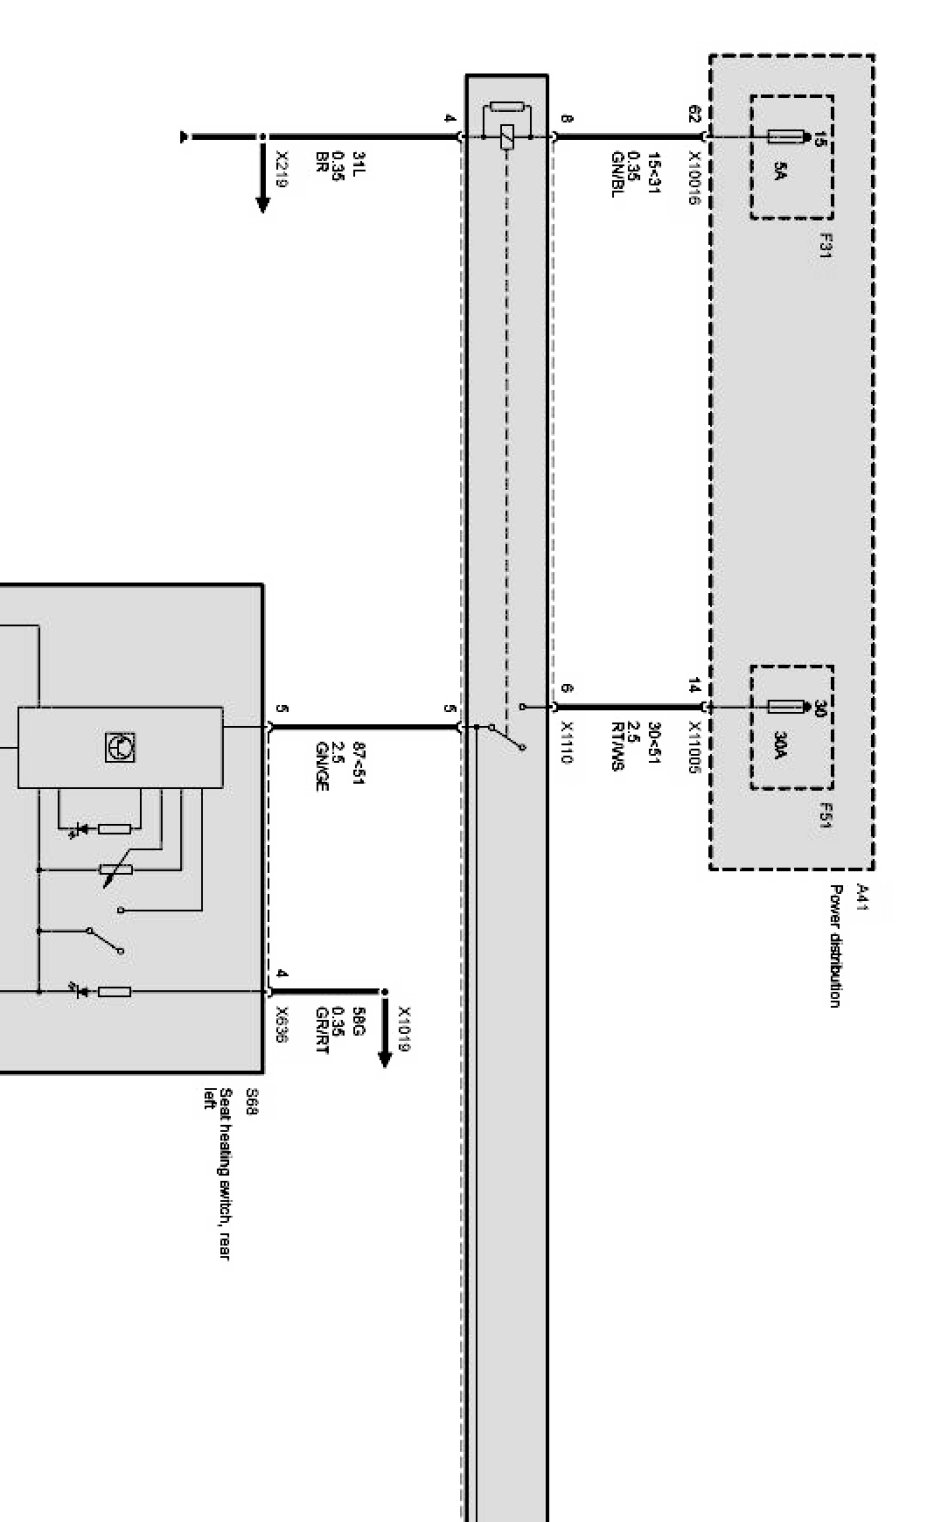 A41
Power distribution
F31
15
5A
62
X10016
15<31
0.35
GN/BL
8
4
31L
0.35
BR
X219
F51
30
30A
14
X11005
30<51
2.5
RT/WS
6
X1110
5
87<51
2.5
GN/GE
5
X1019
58G
0.35
GR/RT
4
X636
S68
Seat heating switch, rear
left